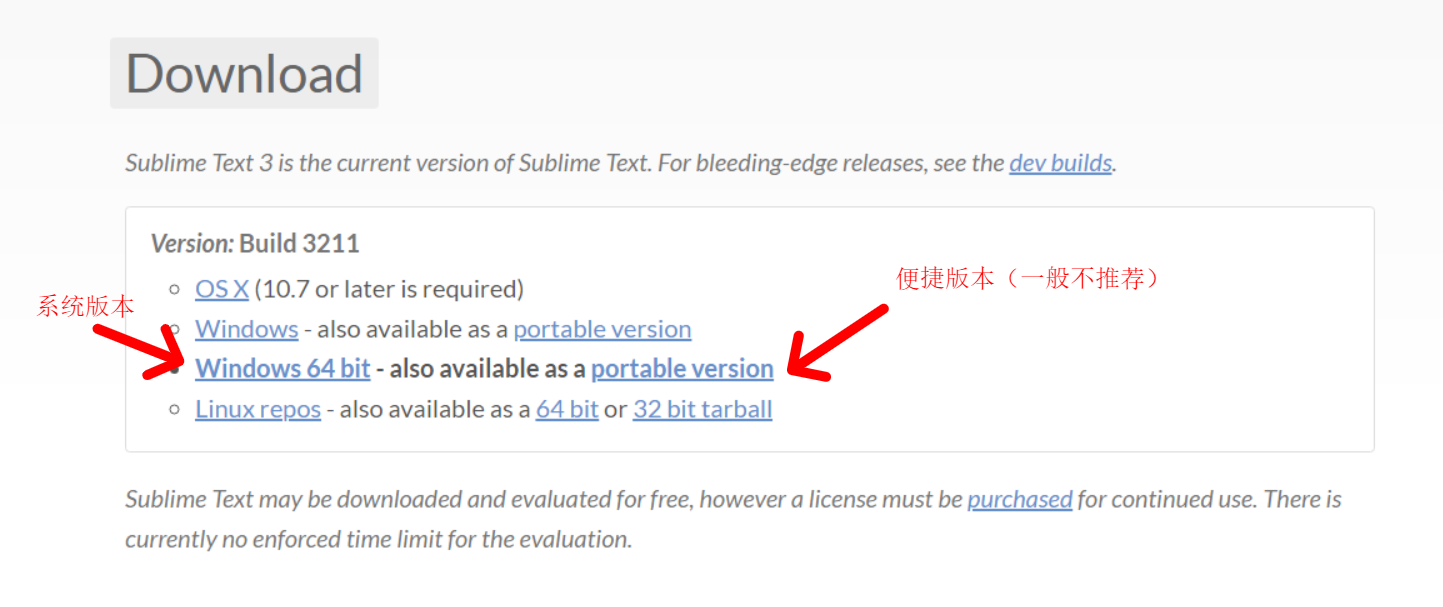 Download
Sublime Text 3 is the current version of Sublime Text. For bleeding-edge releases, see the dev builds.
Version: Build 3211
便捷版本（一般不推荐）
系统版本
OS X (10.7 or later is required)
Windows - also available as a portable version
Windows 64 bit - also available as a portable version
Linux repos - also available as a 64 bit or 32 bit tarball
Sublime Text may be downloaded and evaluated for free, however a license must be purchased for continued use. There is
currently no enforced time limit for the evaluation.